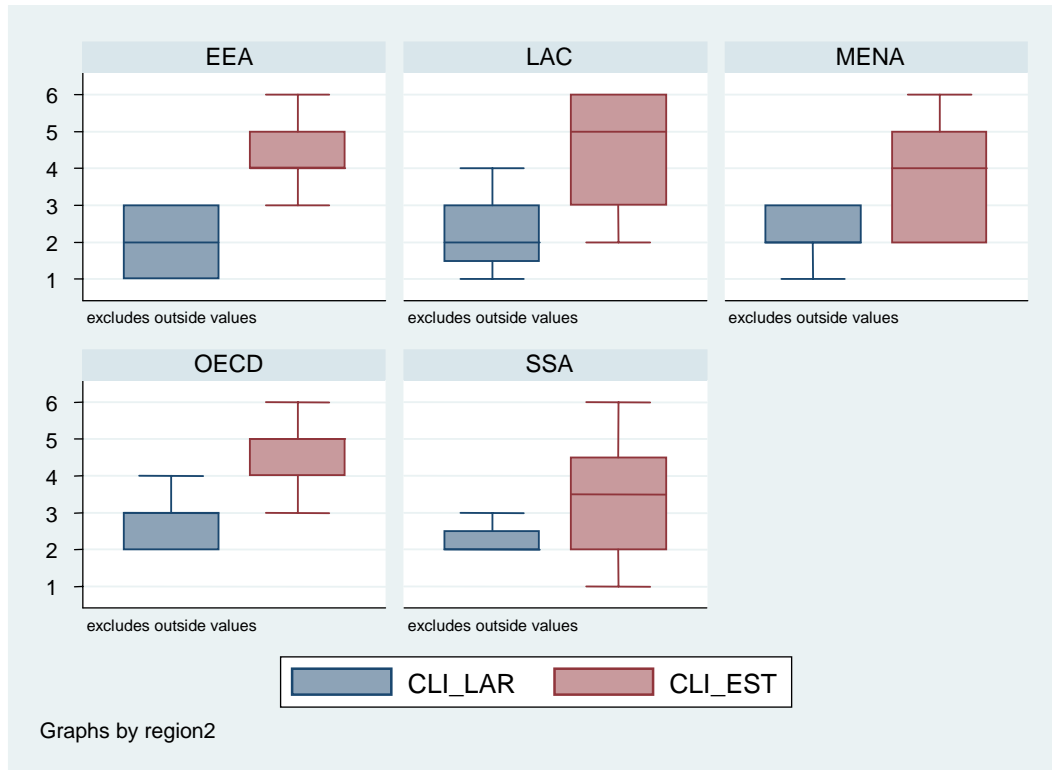 EEA LAC MENA
6
5
4
3
2
1
excludes outside values excludes outside values excludes outside values
OECD SSA
6
5
4
3
2
1
excludes outside values excludes outside values
CLI_LAR CLI_EST
Graphs by region2